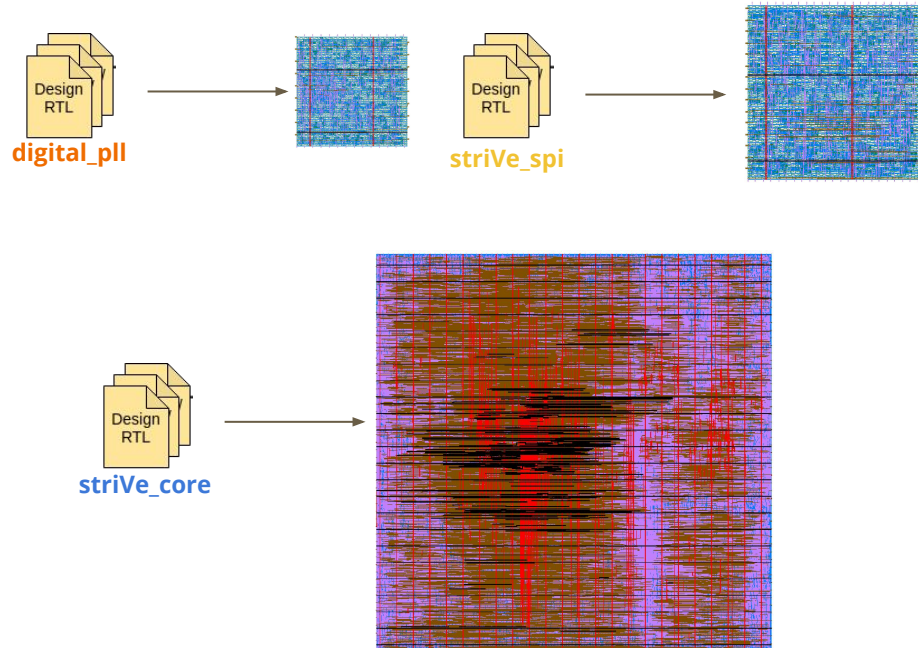 Design
RTL
digital_pll
Design
RTL
striVe_spi
Design
RTL
striVe_core